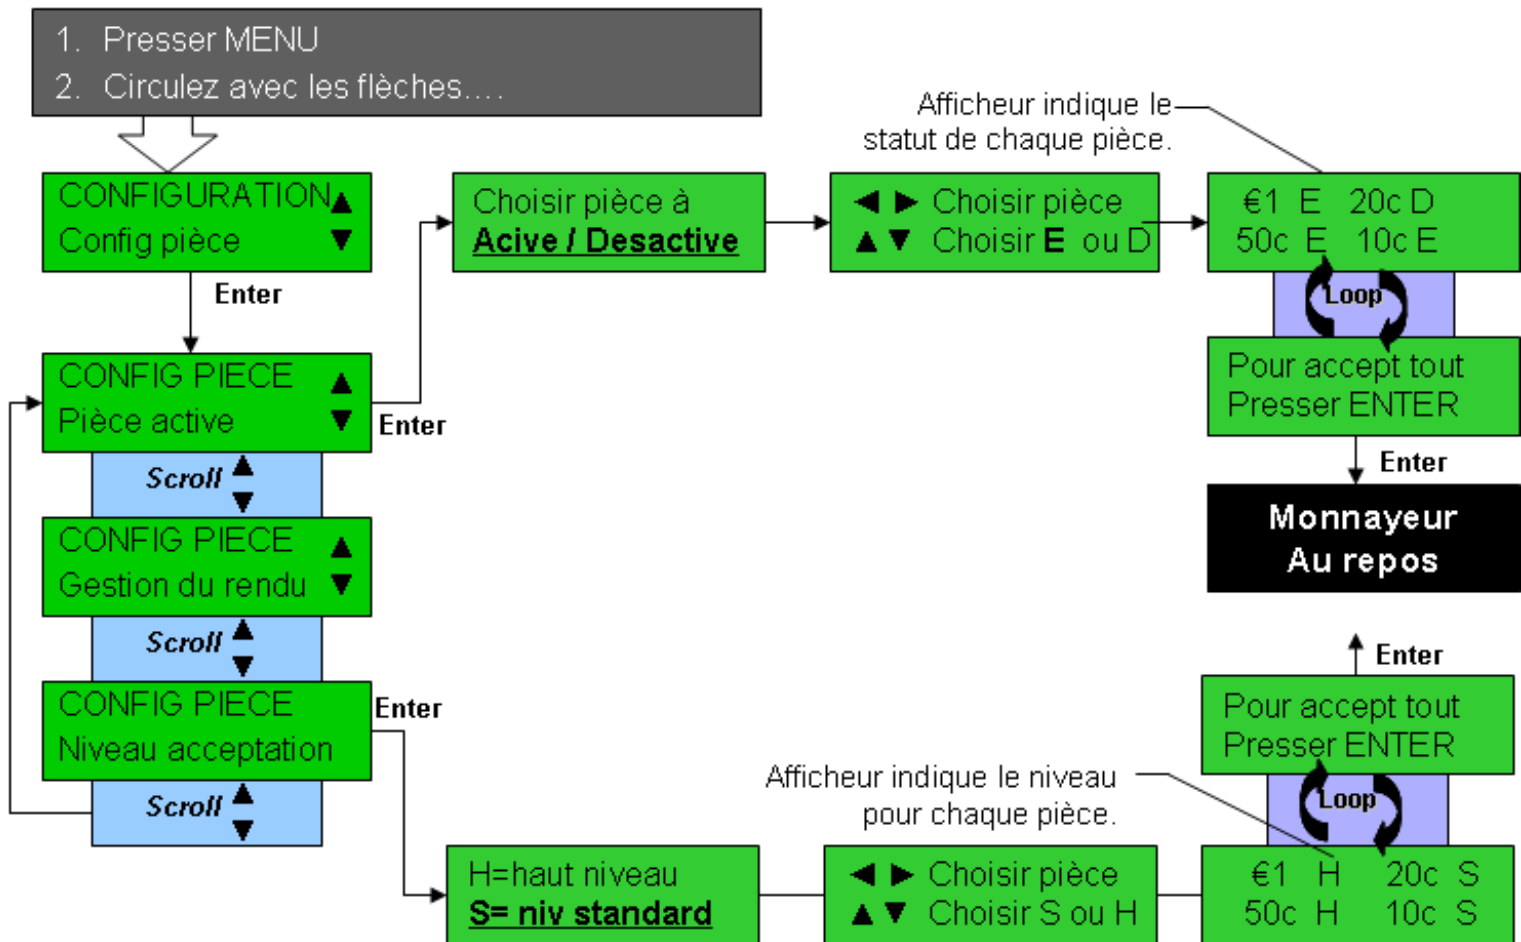 1. Presser MENU
2. Circulez avec les flèches....
Afficheur indique le
statut de chaque pièce.
CONFIGURATION
Config pièce
Enter
Choisir pièce à
Acive / Desactive
Choisir pièce
Choisir E ou D
€1 E 20c D
50c E 10c E
Loop
Pour accept tout
Presser ENTER
Enter
Monnayeur
Au repos
CONFIG PIECE
Pièce active
Enter
Scroll
CONFIG PIECE
Gestion du rendu
Scroll
CONFIG PIECE
Niveau acceptation
Enter
Scroll
H=haut niveau
S= niv standard
Choisir pièce
Choisir S ou H
Afficheur indique le niveau
pour chaque pièce.
€1 H 20c S
50c H 10c S
Loop
Pour accept tout
Presser ENTER
Enter